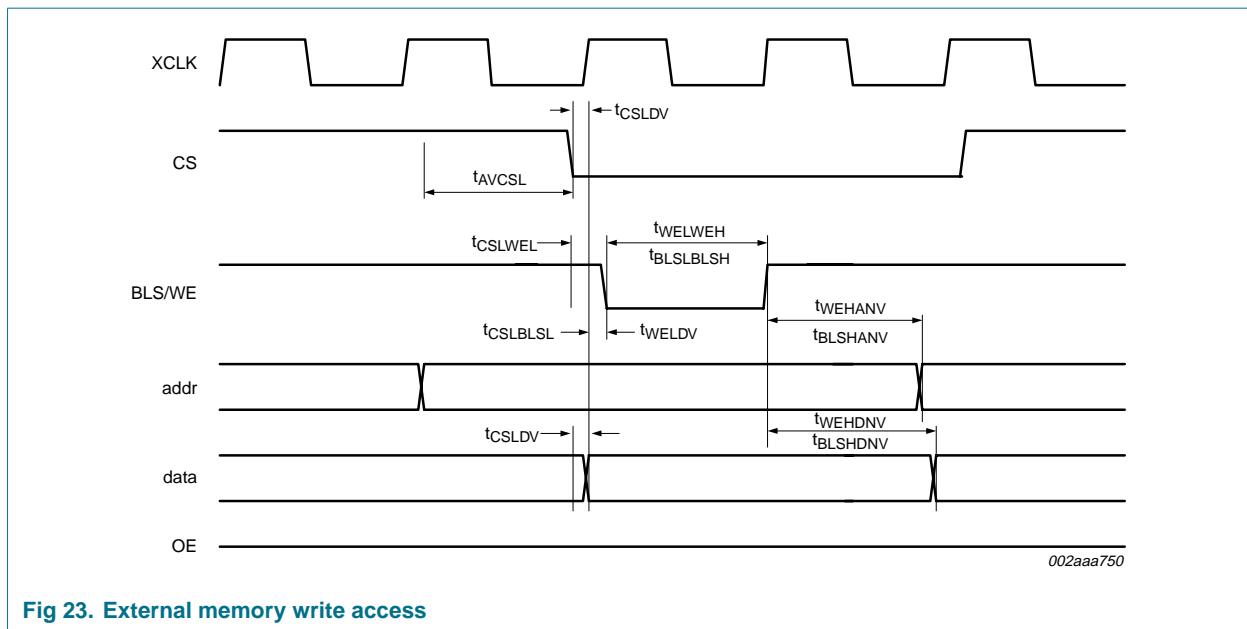 XCLK
tCSLDV
CS
tAVCSL
tCSLWEL
tWELWEH
tBLSLBLSH
BLS/WE
tCSLBLSL
tWELDV
tWEHANV
tBLSHANV
addr
tCSLDV
tWEHDNV
tBLSHDNV
data
OE
002aaa750
Fig 23. External memory write access